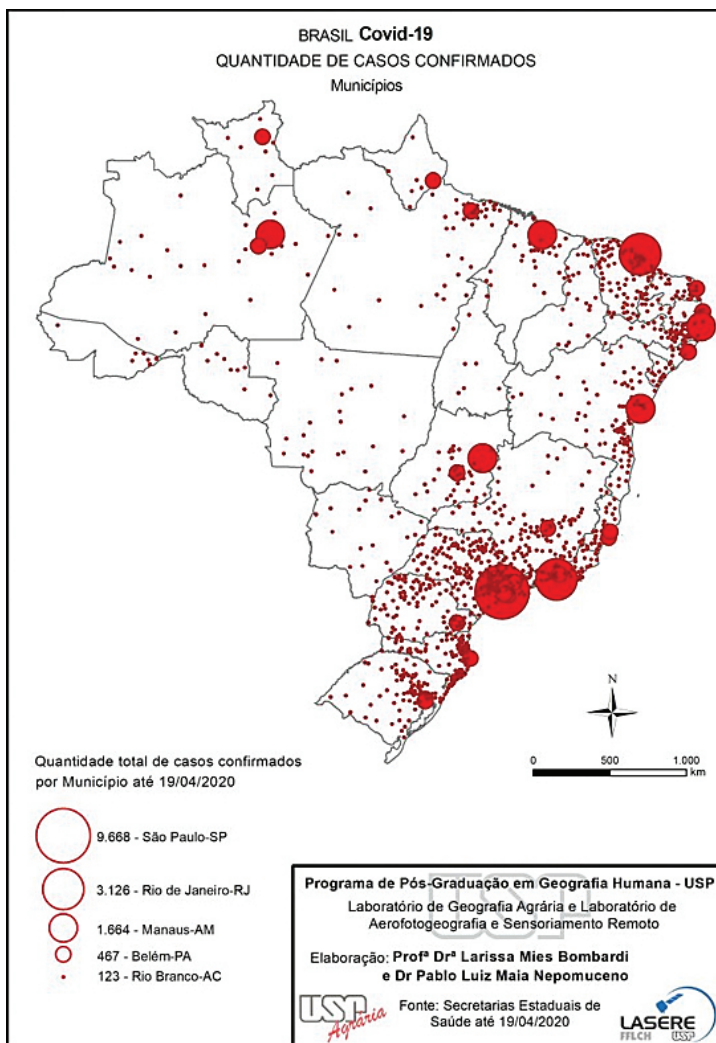 BRASIL Covid-19
QUANTIDADE DE CASOS CONFIRMADOS
Municípios
N
0 500 1.000
km
Quantidade total de casos confirmados
por Município até 19/04/2020
9.668 - São Paulo-SP
3.126 - Rio de Janeiro-RJ
1.664 - Manaus-AM
467 - Belém-PA
123 - Rio Branco-AC
USP
Programa de Pós-Graduação em Geografia Humana - USP
Laboratório de Geografia Agrária e Laboratório de
Aerofotogeografia e Sensoriamento Remoto
Elaboração: Profª Drª Larissa Mies Bombardi
e Dr Pablo Luiz Maia Nepomuceno
USP
Agrária
Fonte: Secretarias Estaduais de
Saúde até 19/04/2020
LASERE
FFLCH USP